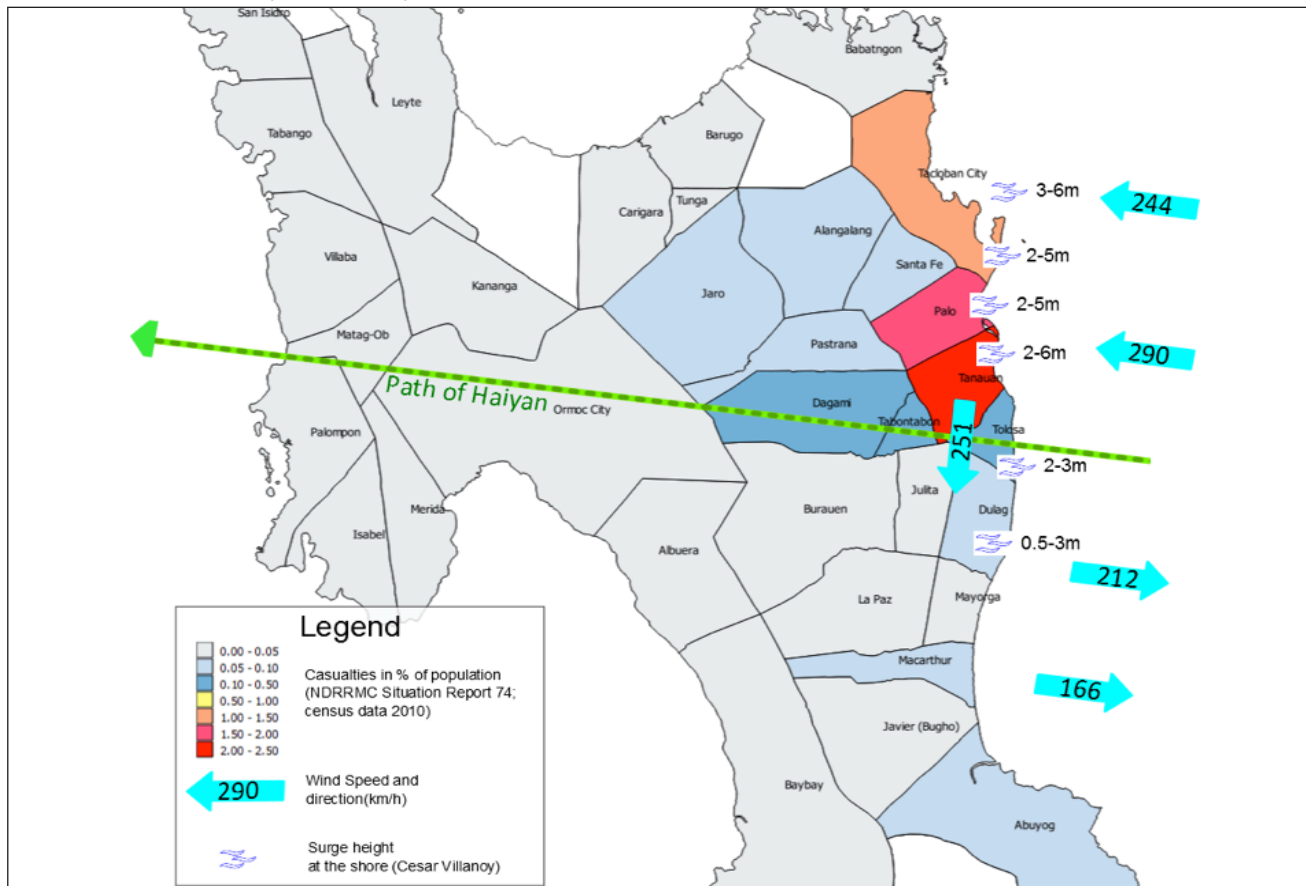 San Isidro
Babatngon
Leyte
Tabango
Barugo
Tacloban City
3-6m
244
Tunga
Carigara
Alangalang
Villaba
2-5m
Santa Fe
Kananga
Jaro
2-5m
Palo
Matag-Ob
Pastrana
2-6m
290
Tanauan
Path of Haiyan
Ormoc City
Dagami
Tabontabon
Tolosa
251
Palompon
2-3m
Julita
Merida
Burauen
Dulag
Isabel
Albuera
0.5-3m
212
La Paz
Mayorga
Legend
0.00 - 0.05
0.05 - 0.10
0.10 - 0.50
0.50 - 1.00
1.00 - 1.50
1.50 - 2.00
2.00 - 2.50
Casualties in % of population
(NDRRMC Situation Report 74;
census data 2010)
Macarthur
166
Javier (Bugho)
290
Wind Speed and
direction(km/h)
Baybay
Abuyog
Surge height
at the shore (Cesar Villanoy)